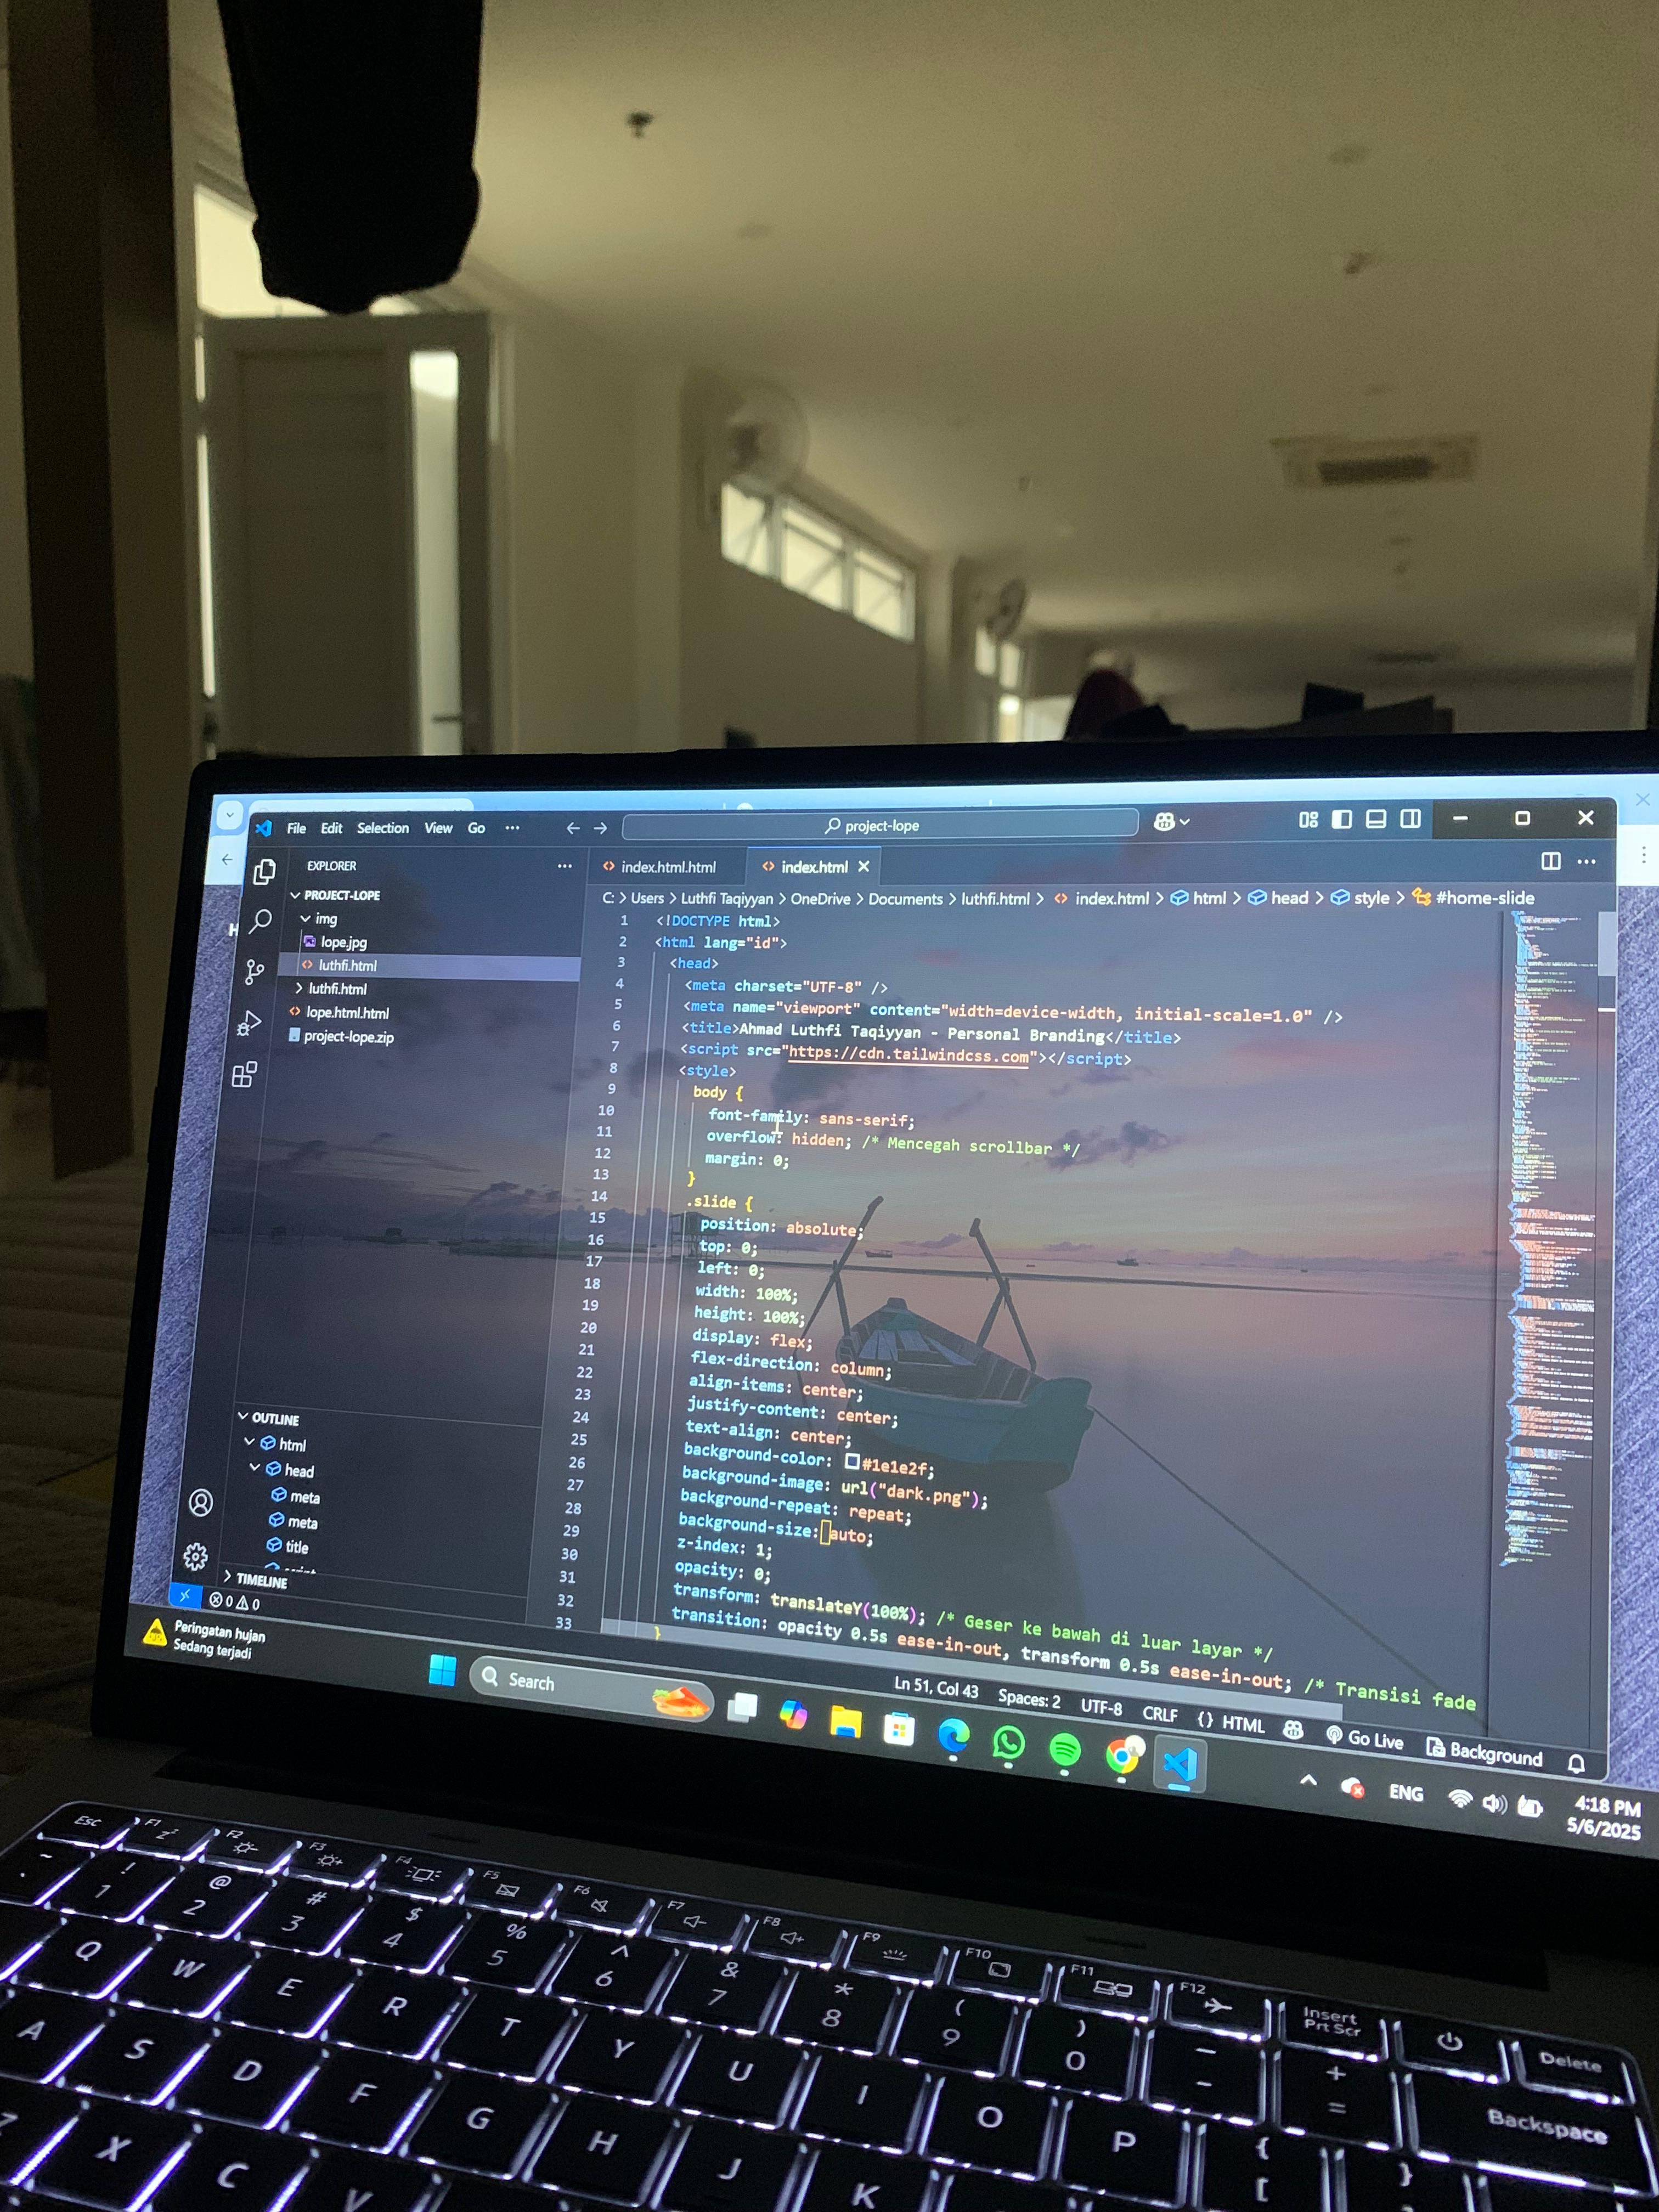 File Edit Selection View Go ··· project-lope
EXPLORER ···
PROJECT-LOPE
img
lope.jpg
luthfi.html
luthfi.html
lope.html.html
project-lope.zip
OUTLINE
html
head
meta
meta
title
TIMELINE
index.html.html index.html
C: > Users > Luthfi Taqiyyan > OneDrive > Documents > luthfi.html > index.html > html > head > style > #home-slide
1 <!DOCTYPE html>
2 <html lang="id">
3 <head>
4 <meta charset="UTF-8" />
5 <meta name="viewport" content="width=device-width, initial-scale=1.0" />
6 <title>Ahmad Luthfi Taqiyyan - Personal Branding</title>
7 <script src="https://cdn.tailwindcss.com"></script>
8 <style>
9 body {
10 font-family: sans-serif;
11 overflow: hidden; /* Mencegah scrollbar */
12 margin: 0;
13 }
14 .slide {
15 position: absolute;
16 top: 0;
17 left: 0;
18 width: 100%;
19 height: 100%;
20 display: flex;
21 flex-direction: column;
22 align-items: center;
23 justify-content: center;
24 text-align: center;
25 background-color: #1e1e2f;
26 background-image: url("dark.png");
27 background-repeat: repeat;
28 background-size: auto;
29 z-index: 1;
30 opacity: 0;
31 transform: translateY(100%); /* Geser ke bawah di luar layar */
32 transition: opacity 0.5s ease-in-out, transform 0.5s ease-in-out; /* Transisi fade
33 }
0 0
Ln 51, Col 43 Spaces: 2 UTF-8 CRLF {} HTML Go Live Background
Peringatan hujan
Sedang terjadi
Search
ENG
4:18 PM
5/6/2025
Esc F1 F2 F3 F4 F5 F6 F7 F8 F9 F10 F11 F12 Insert Delete
Prt Scr
~ ! @ # $ % ^ & * ( ) — +
1 2 3 4 5 6 7 8 9 0 - = Backspace
Q W E R T Y U I O P { }
[
A S D F G H J K
Z X C V